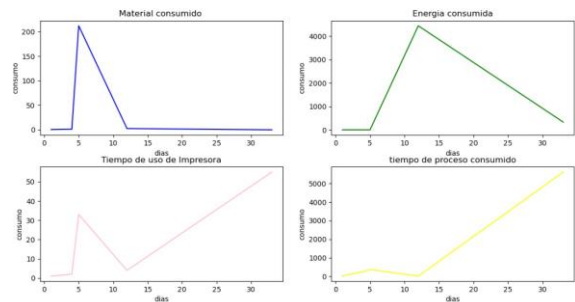 Material consumido
200
150
100
50
0
consumo
0 5 10 15 20 25 30
dias
Energia consumida
4000
3000
2000
1000
0
consumo
0 5 10 15 20 25 30
dias
Tiempo de uso de Impresora
50
40
30
20
10
0
consumo
0 5 10 15 20 25 30
dias
tiempo de proceso consumido
5000
4000
3000
2000
1000
0
consumo
0 5 10 15 20 25 30
dias